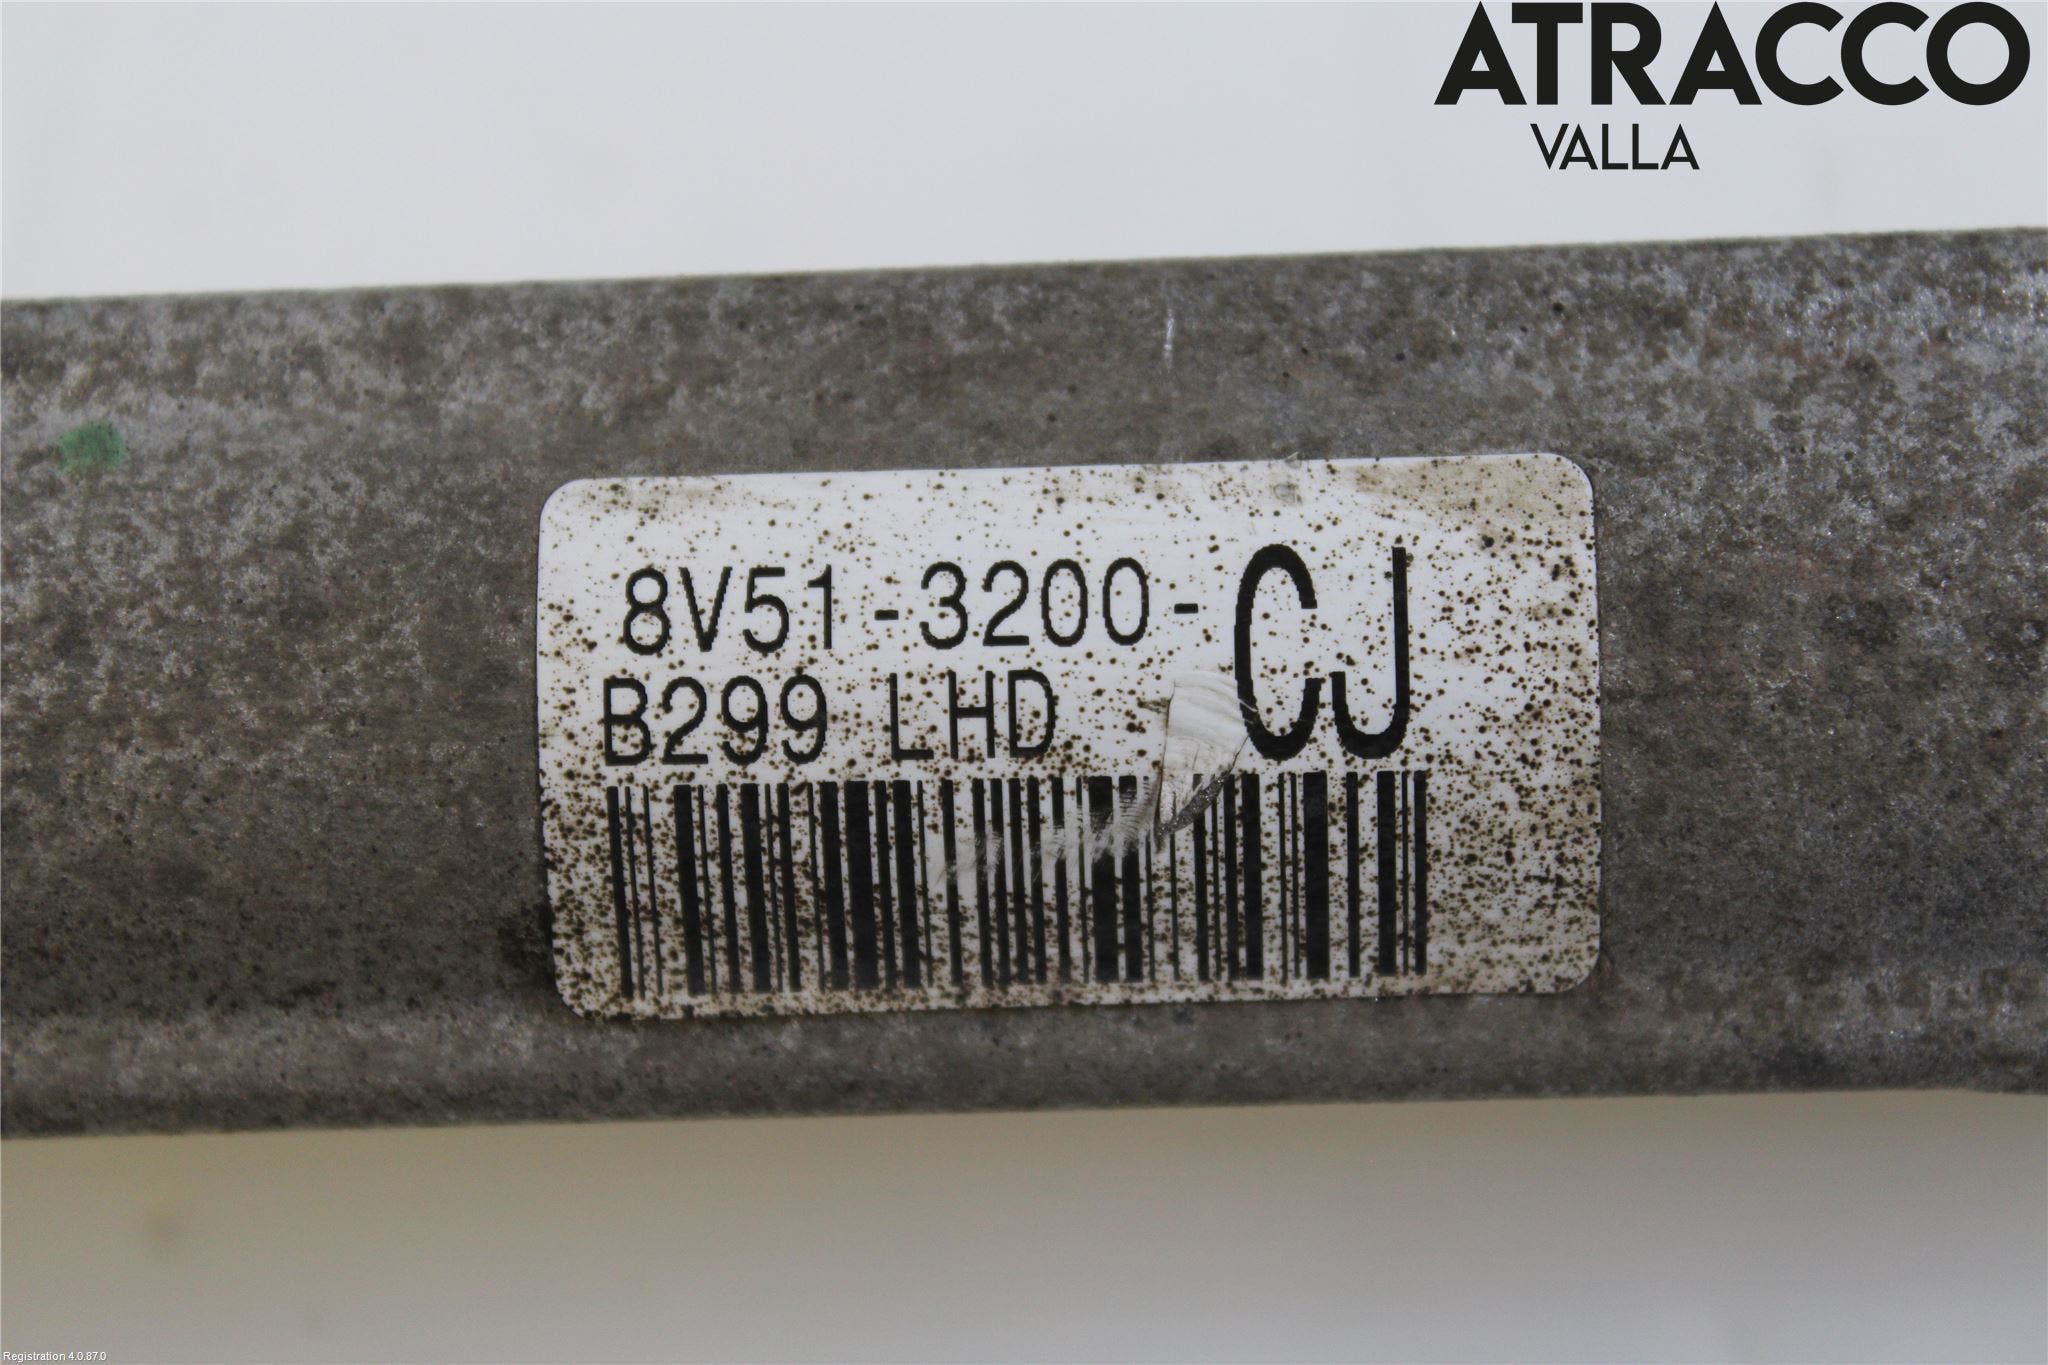 ATRACCO
VALLA
8V51-3200-CJ
B299 LHD
Registration 4.0.87.0